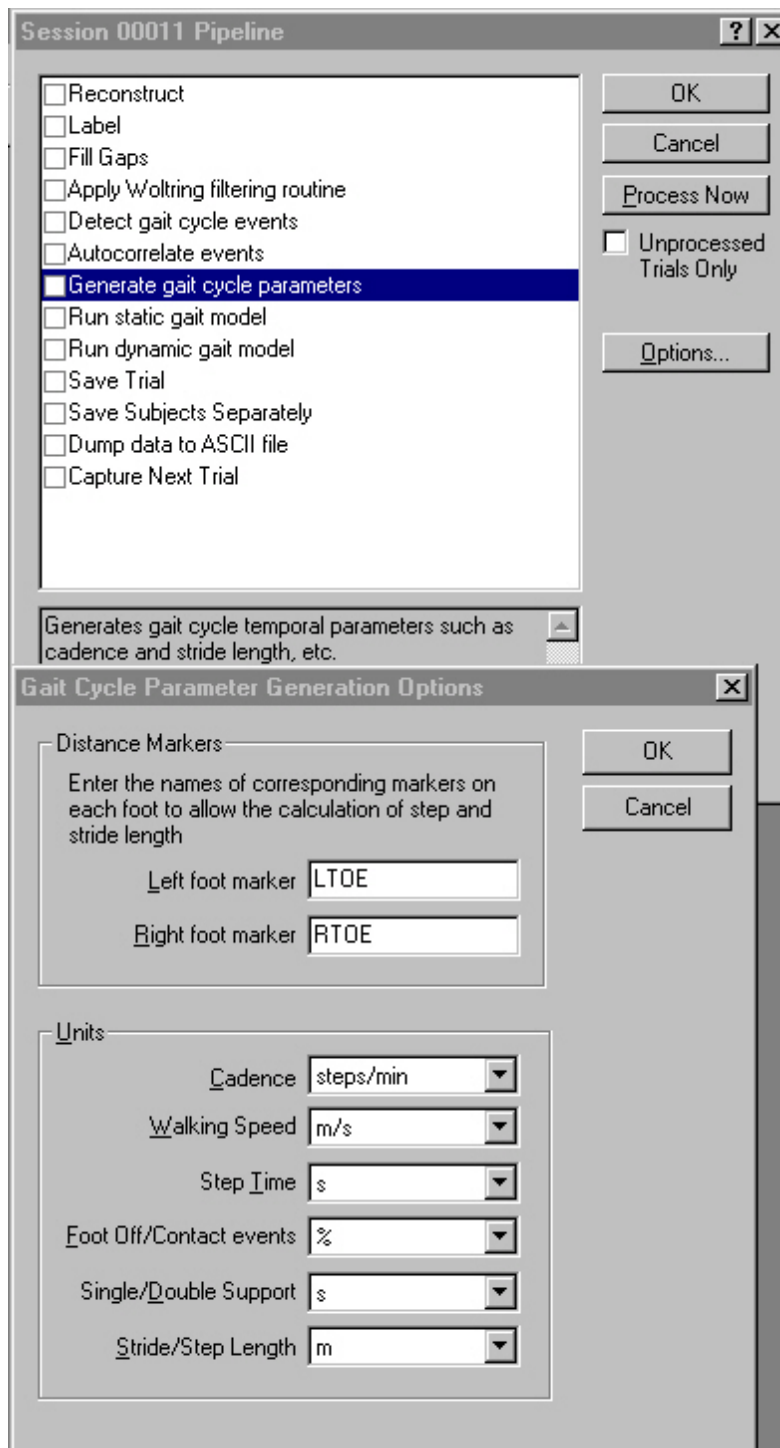 Session 00011 Pipeline
Reconstruct
Label
Fill Gaps
Apply Woltring filtering routine
Detect gait cycle events
Autocorrelate events
Generate gait cycle parameters
Run static gait model
Run dynamic gait model
Save Trial
Save Subjects Separately
Dump data to ASCII file
Capture Next Trial
OK
Cancel
Process Now
Unprocessed
Trials Only
Options...
Generates gait cycle temporal parameters such as
cadence and stride length, etc.
Gait Cycle Parameter Generation Options
Distance Markers
Enter the names of corresponding markers on
each foot to allow the calculation of step and
stride length
Left foot marker LTOE
Right foot marker RTOE
OK
Cancel
Units
Cadence steps/min
Walking Speed m/s
Step Time s
Foot Off/Contact events %
Single/Double Support s
Stride/Step Length m